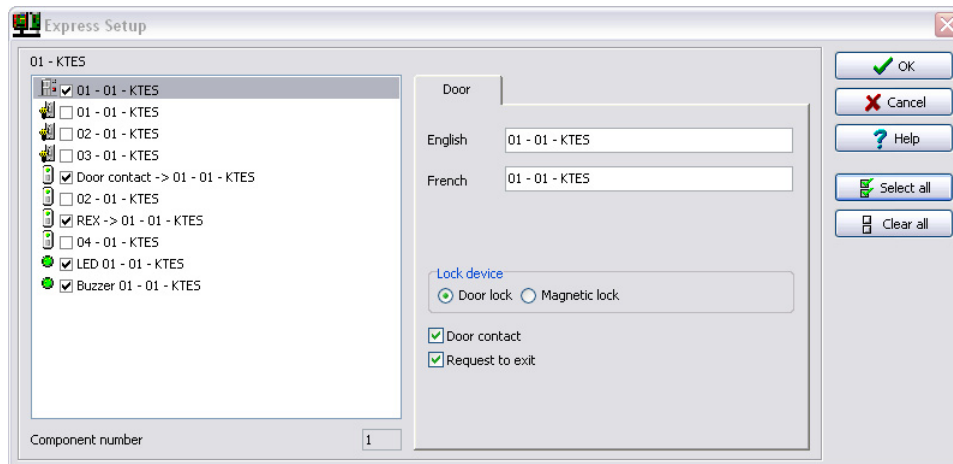 Express Setup
01 - KTES
01 - 01 - KTES
01 - 01 - KTES
02 - 01 - KTES
03 - 01 - KTES
Door contact -> 01 - 01 - KTES
02 - 01 - KTES
REX -> 01 - 01 - KTES
04 - 01 - KTES
LED 01 - 01 - KTES
Buzzer 01 - 01 - KTES
Component number 1
Door
English 01 - 01 - KTES
French 01 - 01 - KTES
Lock device
Door lock Magnetic lock
Door contact
Request to exit
OK
Cancel
Help
Select all
Clear all